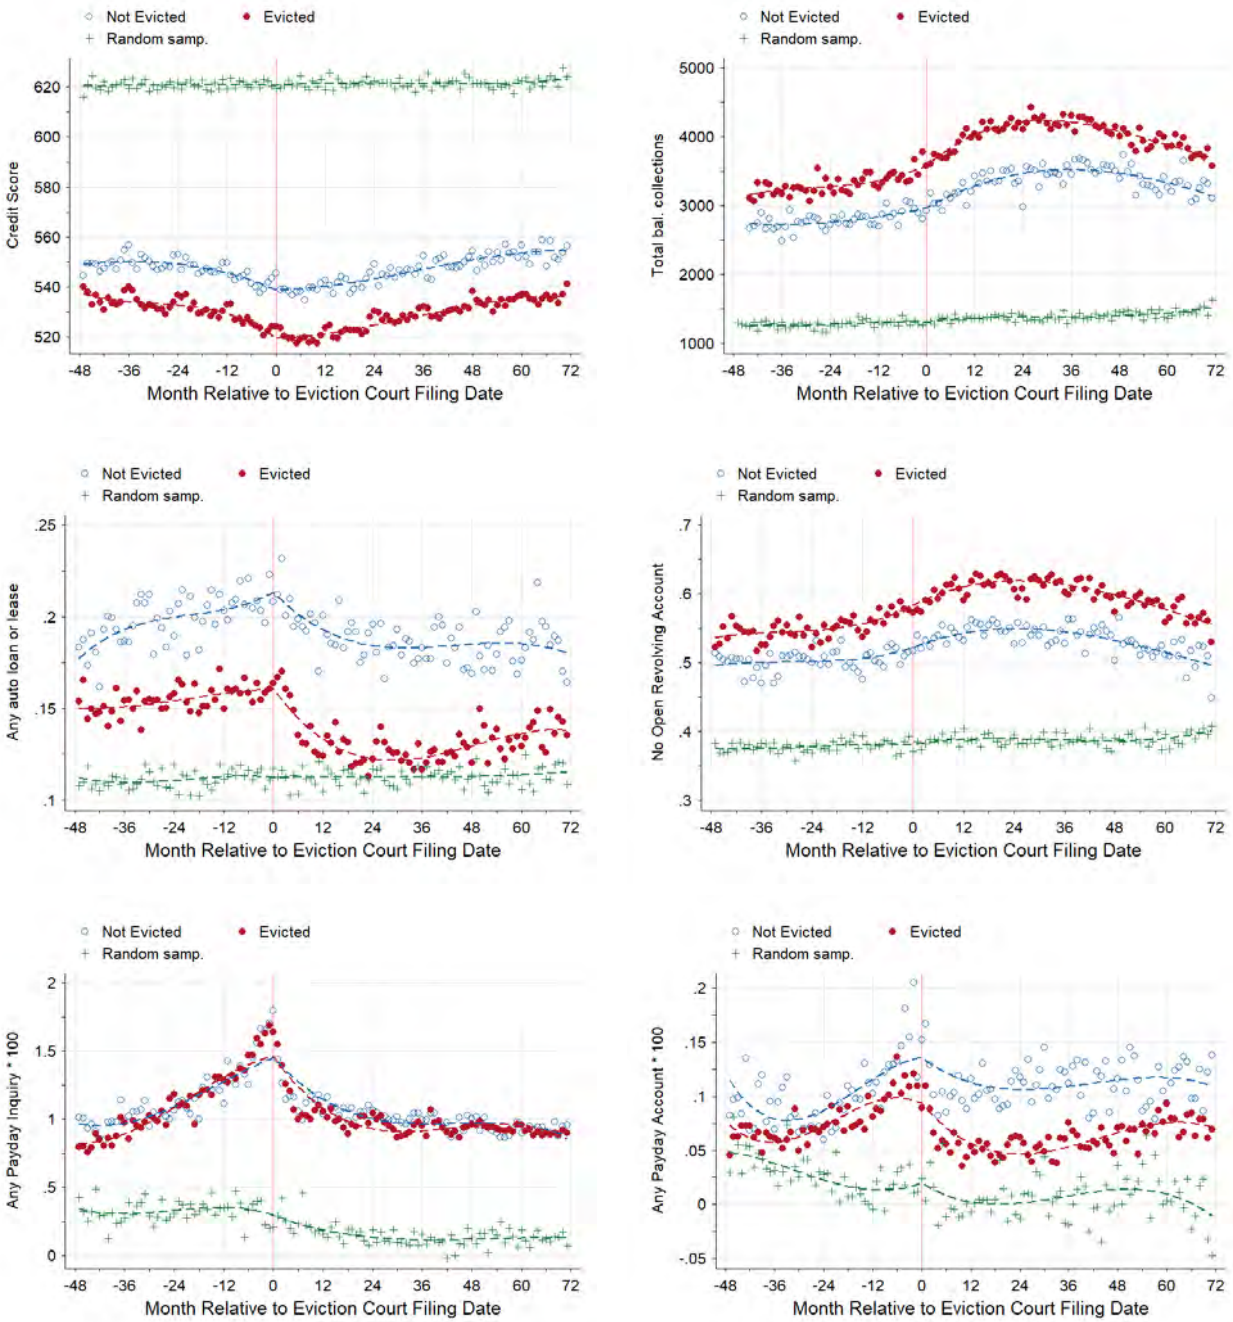 Not Evicted Evicted
Random samp.
Credit Score
620
600
580
560
540
520
-48 -36 -24 -12 0 12 24 36 48 60 72
Month Relative to Eviction Court Filing Date
Not Evicted Evicted
Random samp.
Total bal. collections
5000
4000
3000
2000
1000
-48 -36 -24 -12 0 12 24 36 48 60 72
Month Relative to Eviction Court Filing Date
Not Evicted Evicted
Random samp.
Any auto loan or lease
.25
.2
.15
.1
-48 -36 -24 -12 0 12 24 36 48 60 72
Month Relative to Eviction Court Filing Date
Not Evicted Evicted
Random samp.
No Open Revolving Account
.7
.6
.5
.4
.3
-48 -36 -24 -12 0 12 24 36 48 60 72
Month Relative to Eviction Court Filing Date
Not Evicted Evicted
Random samp.
Any Payday Inquiry * 100
2
1.5
1
.5
0
-48 -36 -24 -12 0 12 24 36 48 60 72
Month Relative to Eviction Court Filing Date
Not Evicted Evicted
Random samp.
Any Payday Account * 100
.2
.15
.1
.05
0
-.05
-48 -36 -24 -12 0 12 24 36 48 60 72
Month Relative to Eviction Court Filing Date